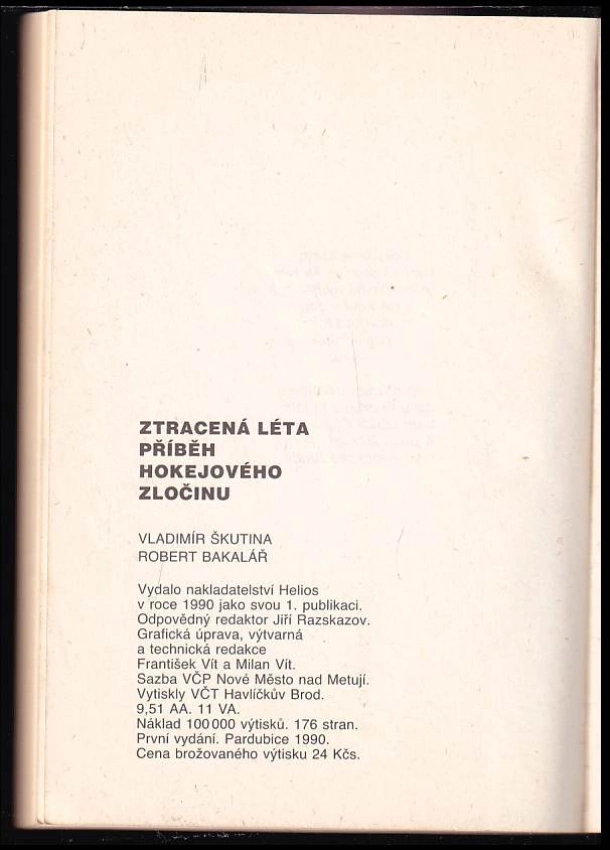 ZTRACENÁ LÉTA
PŘÍBĚH
HOKEJOVÉHO
ZLOČINU
VLADIMÍR ŠKUTINA
ROBERT BAKALÁŘ
Vydalo nakladatelství Helios
v roce 1990 jako svou 1. publikaci.
Odpovědný redaktor Jiří Razskazov.
Grafická úprava, výtvarná
a technická redakce
František Vít a Milan Vít.
Sazba VČP Nové Město nad Metují.
Vytiskly VČT Havlíčkův Brod.
9,51 AA. 11 VA.
Náklad 100 000 výtisků. 176 stran.
První vydání. Pardubice 1990.
Cena brožovaného výtisku 24 Kčs.